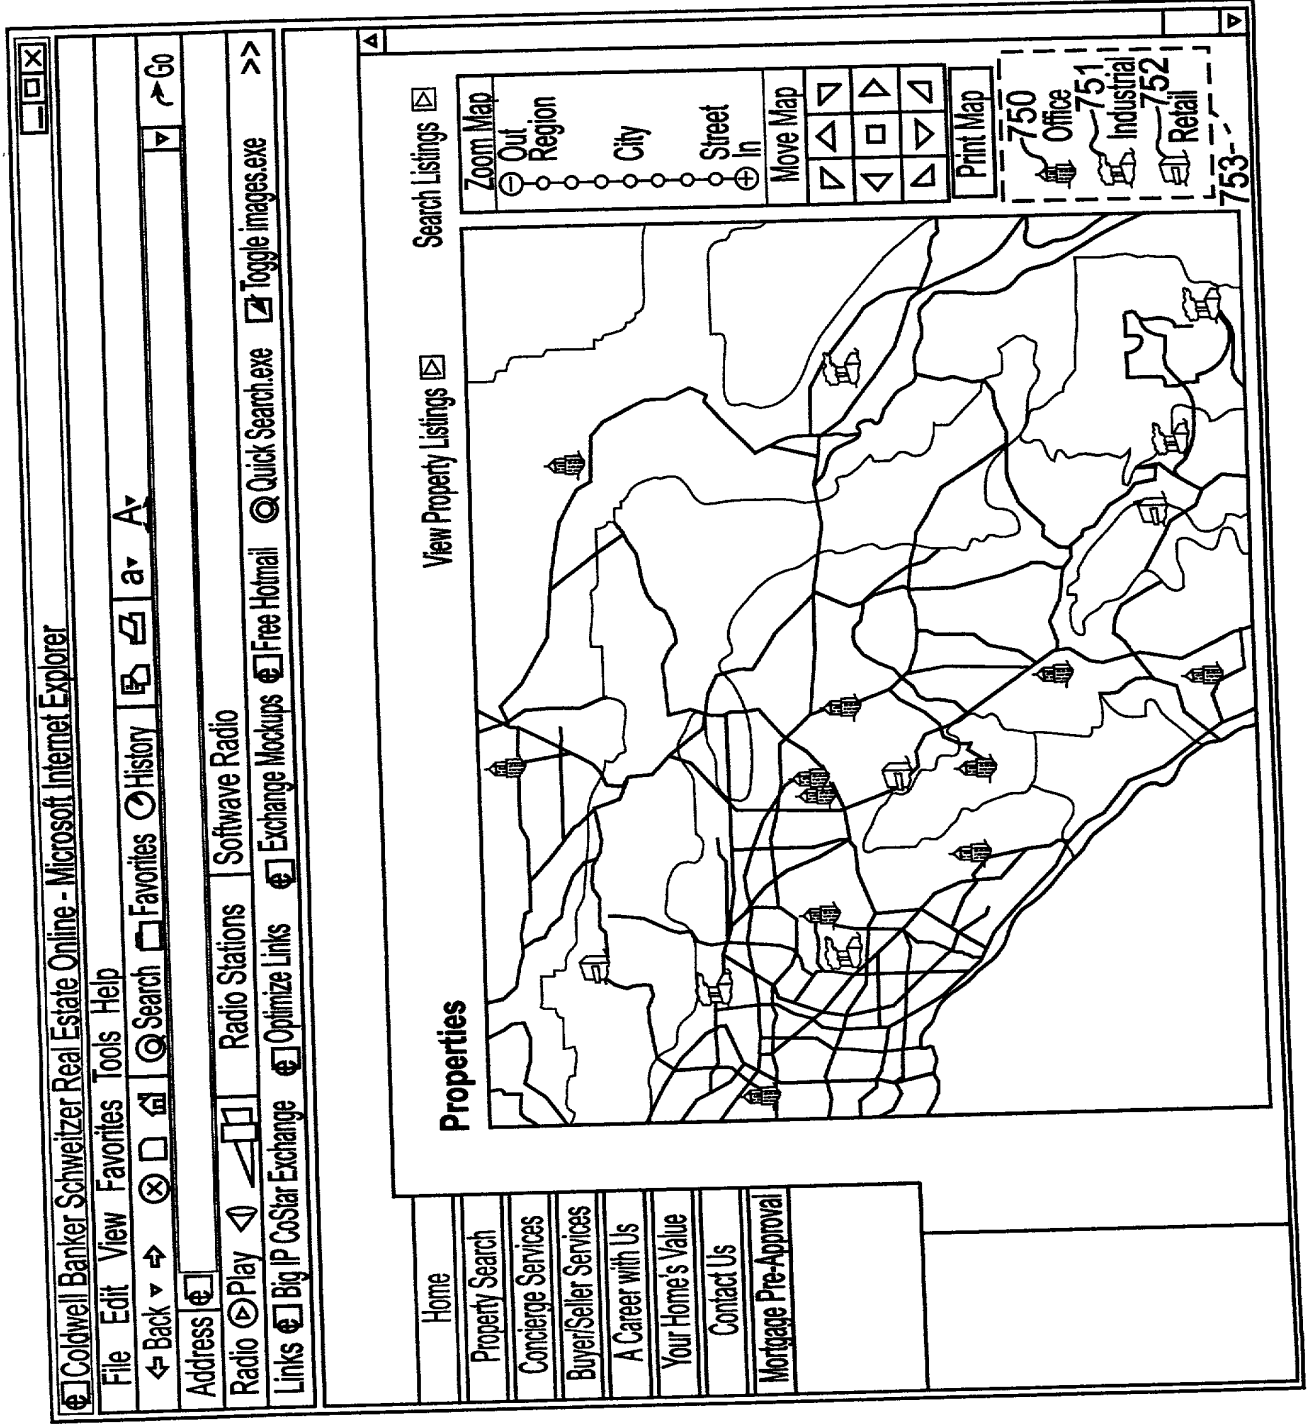 Coldwell Banker Schweitzer Real Estate Online - Microsoft Internet Explorer
File Edit View Favorites Tools Help
Back Search Favorites History a A
Address Go
Radio Play Radio Stations Softwave Radio >>
Links Big IP CoStar Exchange Optimize Links Exchange Mockups Free Hotmail Quick Search.exe Toggle images.exe
Home
Property Search
Concierge Services
Buyer/Seller Services
A Career with Us
Your Home's Value
Contact Us
Mortgage Pre-Approval
View Property Listings Search Listings
Properties
Zoom Map
Out
Region
City
Street
In
Move Map
Print Map
750
Office
751
Industrial
752
Retail
753